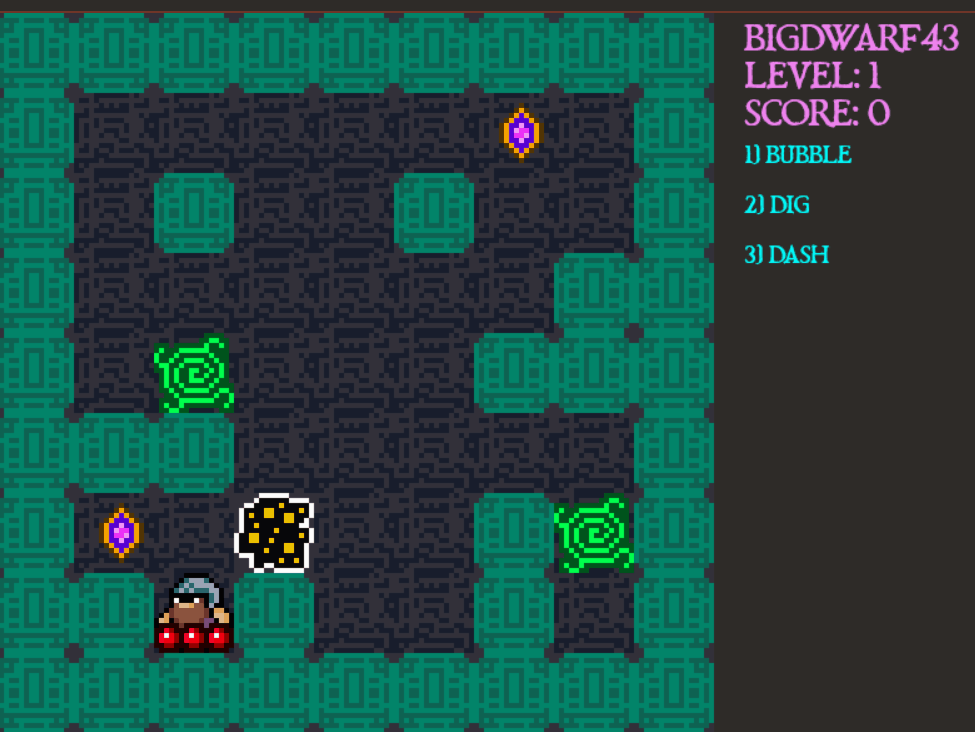 BIGDWARF43
LEVEL: 1
SCORE: 0
1) BUBBLE
2) DIG
3) DASH